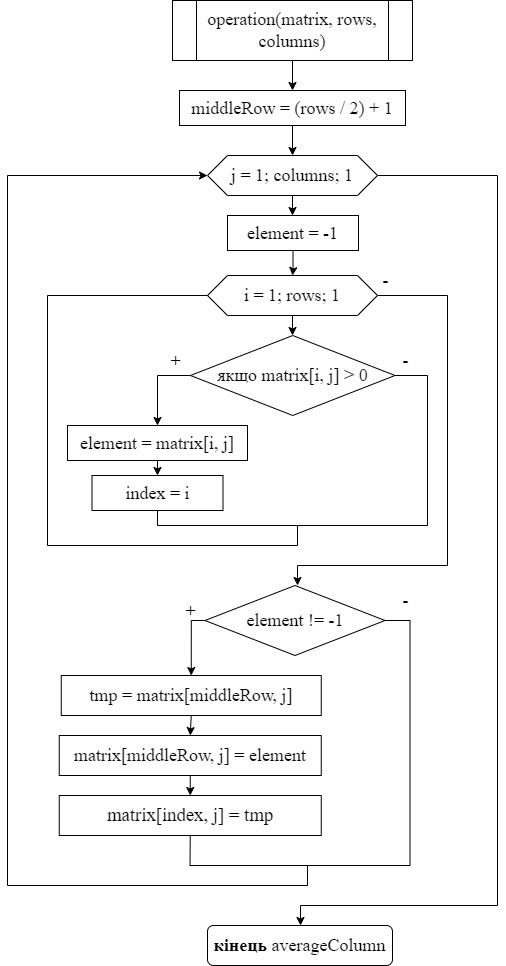 operation(matrix, rows,
columns)
middleRow = (rows / 2) + 1
j = 1; columns; 1
element = -1
i = 1; rows; 1
-
якщо matrix[i, j] > 0
+
-
element = matrix[i, j]
index = i
element != -1
+
-
tmp = matrix[middleRow, j]
matrix[middleRow, j] = element
matrix[index, j] = tmp
кінець averageColumn